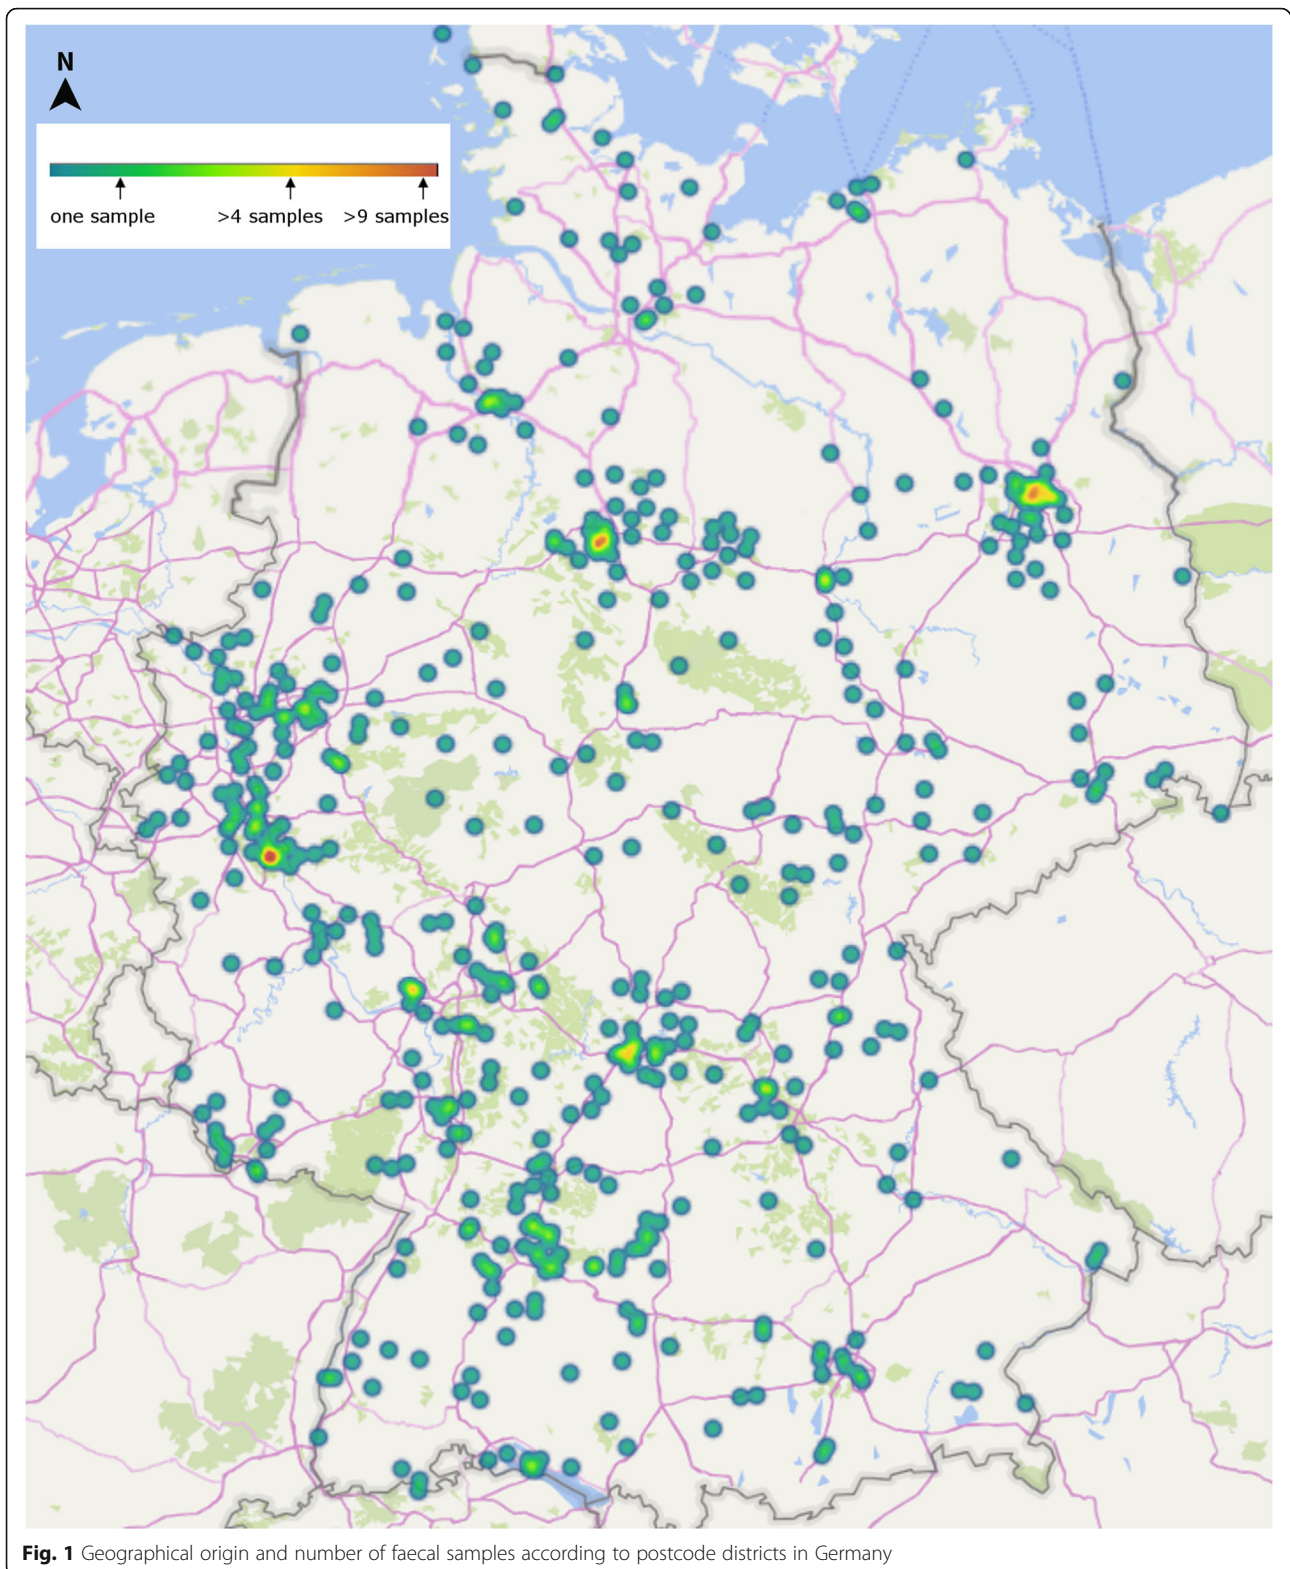 N
one sample >4 samples >9 samples
Fig. 1 Geographical origin and number of faecal samples according to postcode districts in Germany